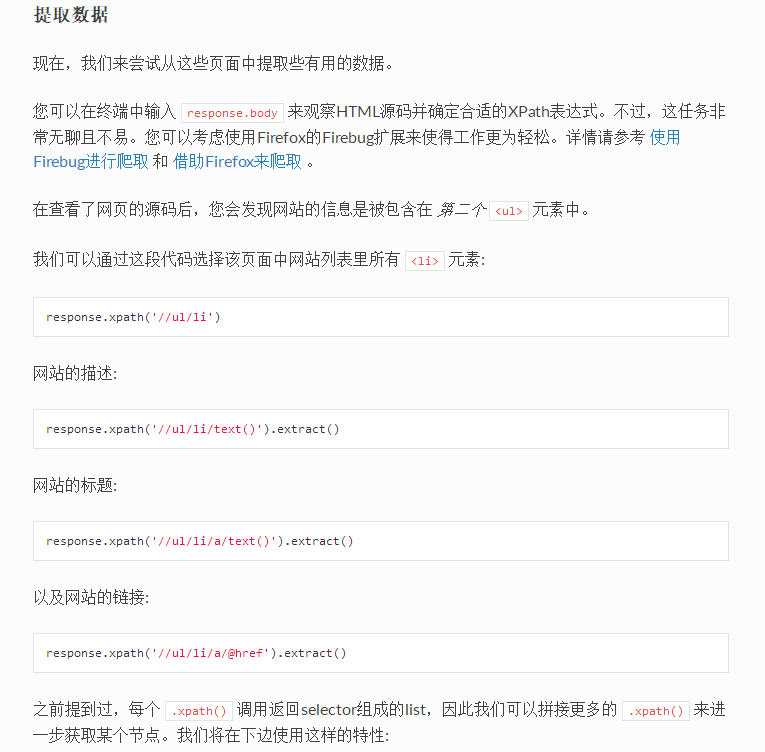 提取数据
现在，我们来尝试从这些页面中提取些有用的数据。
您可以在终端中输入 response.body 来观察HTML源码并确定合适的XPath表达式。不过，这任务非
常无聊且不易。您可以考虑使用Firefox的Firebug扩展来使得工作更为轻松。详情请参考 使用
Firebug进行爬取 和 借助Firefox来爬取 。
在查看了网页的源码后，您会发现网站的信息是被包含在 第二个 <ul> 元素中。
我们可以通过这段代码选择该页面中网站列表里所有 <li> 元素:
response.xpath('//ul/li')
网站的描述:
response.xpath('//ul/li/text()').extract()
网站的标题:
response.xpath('//ul/li/a/text()').extract()
以及网站的链接:
response.xpath('//ul/li/a/@href').extract()
之前提到过，每个 .xpath() 调用返回selector组成的list，因此我们可以拼接更多的 .xpath() 来进
一步获取某个节点。我们将在下边使用这样的特性: